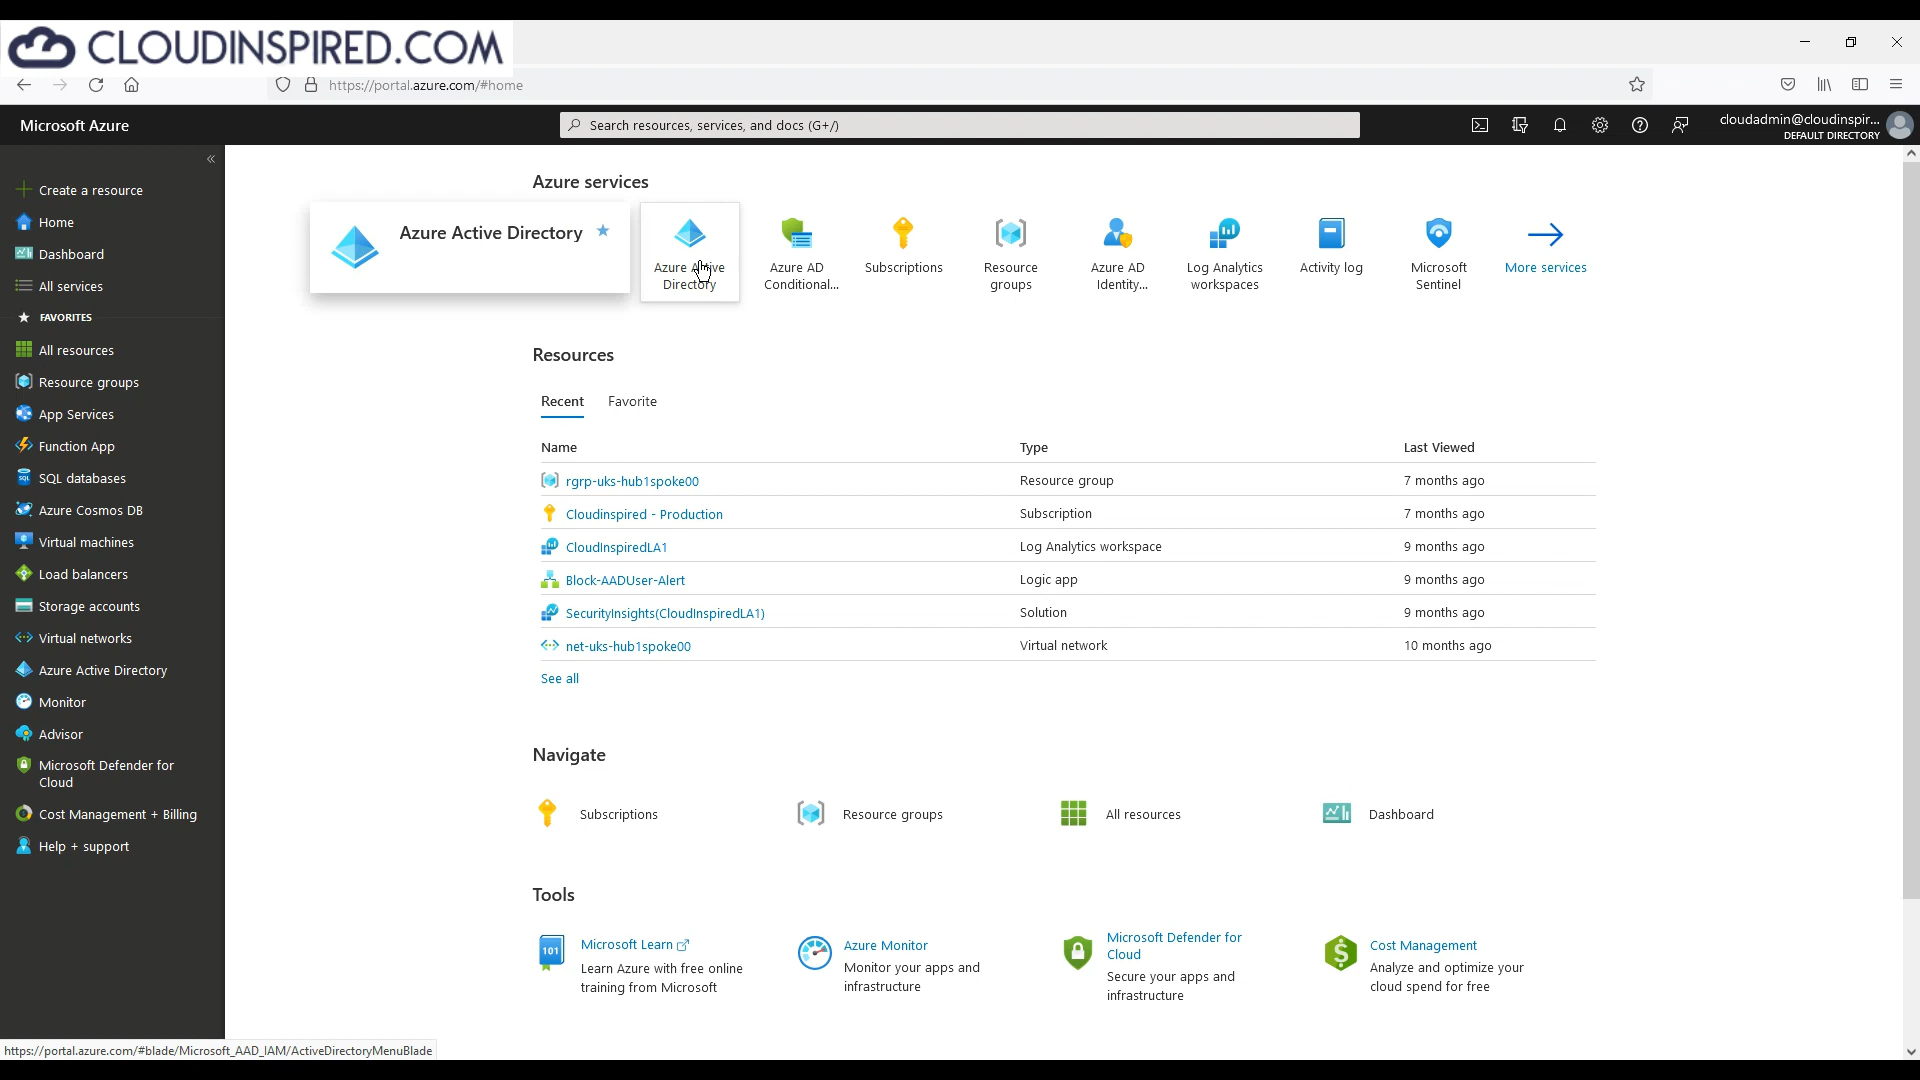 CLOUDINSPIRED.COM
https://portal.azure.com/#home
Microsoft Azure
Search resources, services, and docs (G+/)
cloudadmin@cloudinspir...
DEFAULT DIRECTORY
Create a resource
Home
Dashboard
All services
FAVORITES
All resources
Resource groups
App Services
Function App
SQL databases
Azure Cosmos DB
Virtual machines
Load balancers
Storage accounts
Virtual networks
Azure Active Directory
Monitor
Advisor
Microsoft Defender for
Cloud
Cost Management + Billing
Help + support
Azure services
Azure Active Directory
Azure Active
Directory
Azure AD
Conditional...
Subscriptions
Resource
groups
Azure AD
Identity...
Log Analytics
workspaces
Activity log
Microsoft
Sentinel
More services
Resources
Recent
Favorite
Name
Type
Last Viewed
rgrp-uks-hub1spoke00
Resource group
7 months ago
Cloudinspired - Production
Subscription
7 months ago
CloudInspiredLA1
Log Analytics workspace
9 months ago
Block-AADUser-Alert
Logic app
9 months ago
SecurityInsights(CloudInspiredLA1)
Solution
9 months ago
net-uks-hub1spoke00
Virtual network
10 months ago
See all
Navigate
Subscriptions
Resource groups
All resources
Dashboard
Tools
101
Microsoft Learn
Learn Azure with free online
training from Microsoft
Azure Monitor
Monitor your apps and
infrastructure
Microsoft Defender for
Cloud
Secure your apps and
infrastructure
Cost Management
Analyze and optimize your
cloud spend for free
https://portal.azure.com/#blade/Microsoft_AAD_IAM/ActiveDirectoryMenuBlade